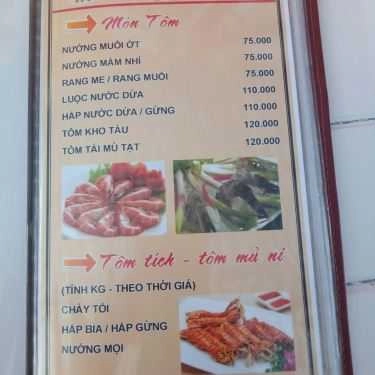 Món Tôm
NƯỚNG MUỐI ỚT 75.000
NƯỚNG MẮM NHĨ 75.000
RANG ME / RANG MUỐI 75.000
LUỘC NƯỚC DỪA 110.000
HẤP NƯỚC DỪA / GỪNG 110.000
TÔM KHO TÀU 120.000
TÔM TÁI MÙ TẠT 120.000
Tôm tích - tôm mủ ni
(TÍNH KG - THEO THỜI GIÁ)
CHÁY TỎI
HẤP BIA / HẤP GỪNG
NƯỚNG MỌI